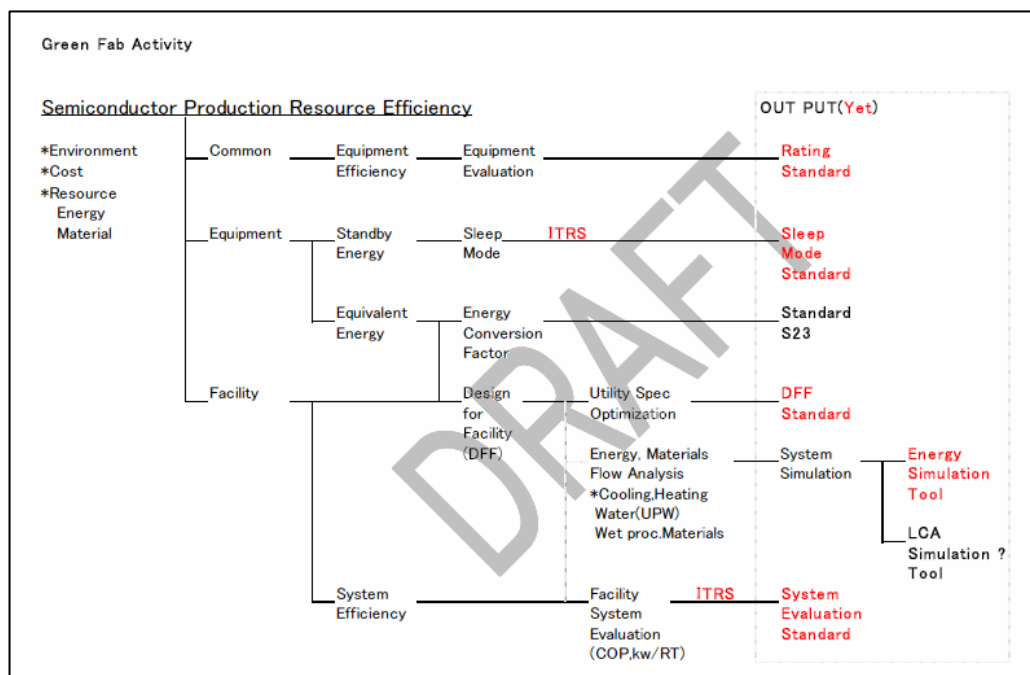 Green Fab Activity
Semiconductor Production Resource Efficiency
OUT PUT(Yet)
*Environment
*Cost
*Resource
Energy
Material
Common
Equipment
Efficiency
Equipment
Evaluation
Rating
Standard
Equipment
Standby
Energy
Sleep
Mode
ITRS
Sleep
Mode
Standard
Equivalent
Energy
Energy
Conversion
Factor
Standard
S23
Facility
Design
for
Facility
(DFF)
Utility Spec
Optimization
DFF
Standard
Energy. Materials
Flow Analysis
*Cooling,Heating
Water(UPW)
Wet proc.Materials
System
Simulation
Energy
Simulation
Tool
LCA
Simulation ?
Tool
System
Efficiency
Facility
System
Evaluation
(COP,kw/RT)
ITRS
System
Evaluation
Standard
DRAFT